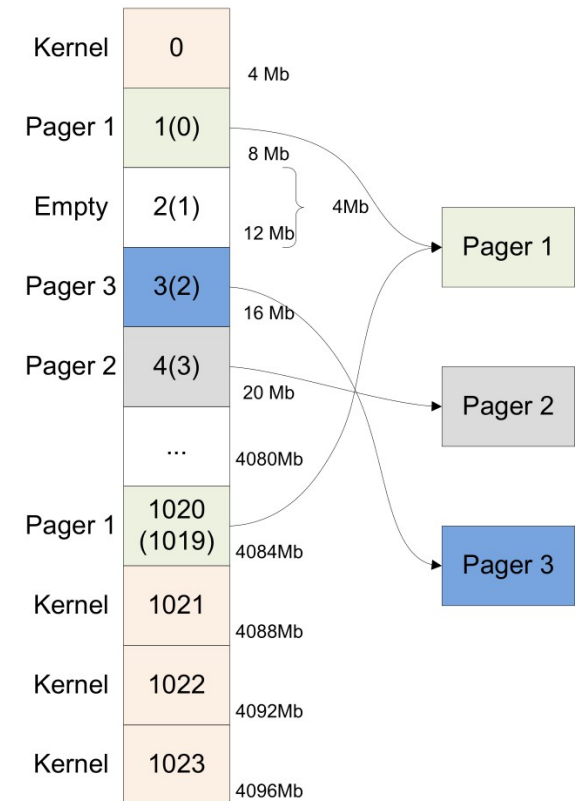 Kernel
0
4 Mb
Pager 1
1(0)
8 Mb
Empty
2(1)
4Mb
12 Mb
Pager 1
Pager 3
3(2)
16 Mb
Pager 2
4(3)
20 Mb
Pager 2
...
4080Mb
Pager 1
1020
(1019)
4084Mb
Pager 3
Kernel
1021
4088Mb
Kernel
1022
4092Mb
Kernel
1023
4096Mb